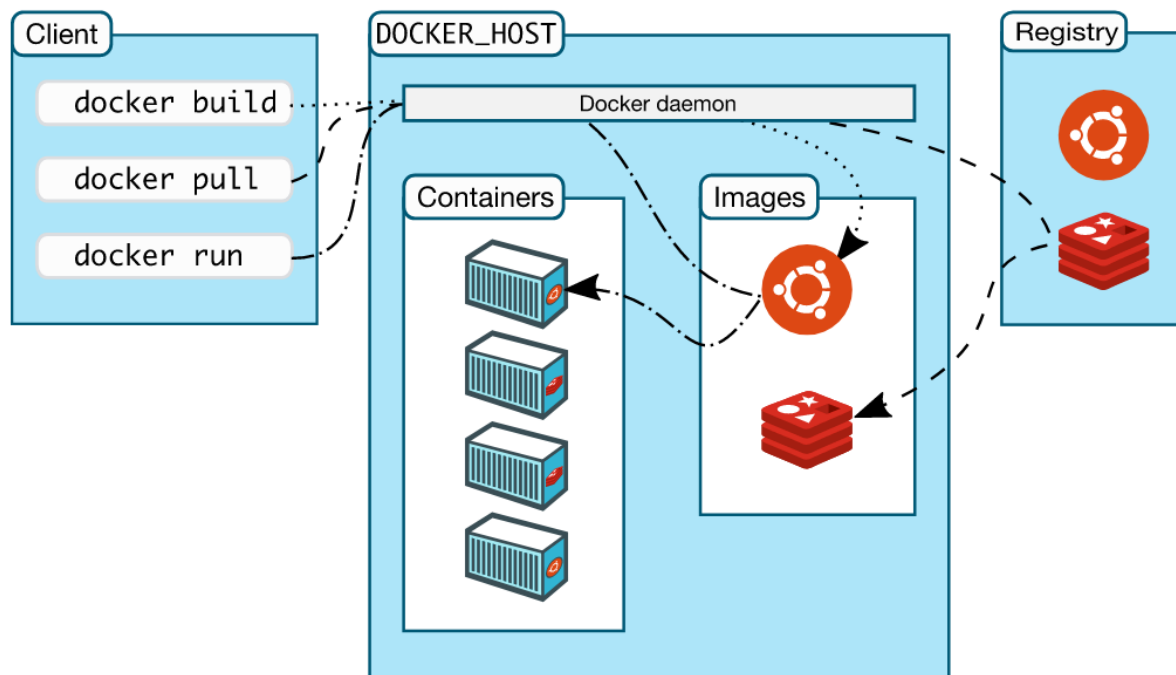 Client
docker build
docker pull
docker run
DOCKER_HOST
Docker daemon
Containers
Images
Registry